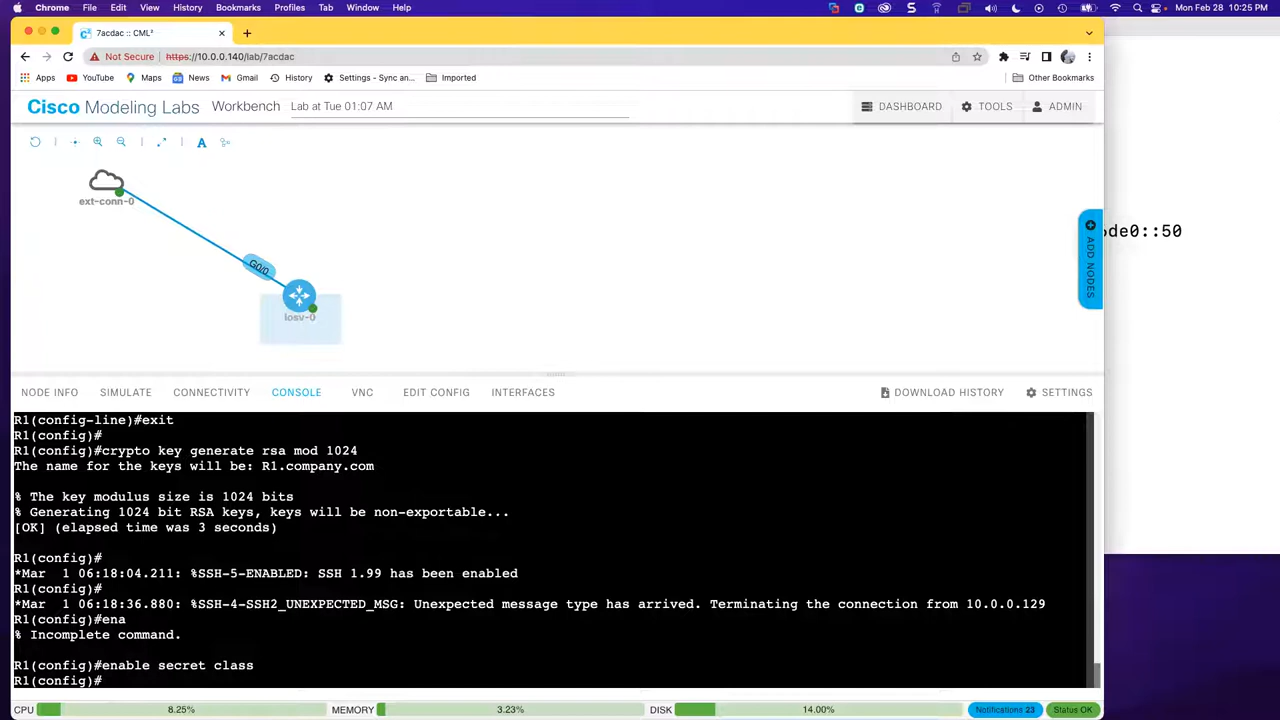 Chrome File Edit View History Bookmarks Profiles Tab Window Help Mon Feb 28 10:25 PM
7acdac :: CML²
Not Secure https://10.0.0.140/lab/7acdac
Apps YouTube Maps News Gmail History Settings - Sync an... Imported Other Bookmarks
Cisco Modeling Labs Workbench Lab at Tue 01:07 AM DASHBOARD TOOLS ADMIN
A
ext-conn-0
ode0::50
ADD NODES
G0/0
iosv-0
NODE INFO SIMULATE CONNECTIVITY CONSOLE VNC EDIT CONFIG INTERFACES DOWNLOAD HISTORY SETTINGS
R1(config-line)#exit
R1(config)#
R1(config)#crypto key generate rsa mod 1024
The name for the keys will be: R1.company.com
% The key modulus size is 1024 bits
% Generating 1024 bit RSA keys, keys will be non-exportable...
[OK] (elapsed time was 3 seconds)
R1(config)#
*Mar  1 06:18:04.211: %SSH-5-ENABLED: SSH 1.99 has been enabled
R1(config)#
*Mar  1 06:18:36.880: %SSH-4-SSH2_UNEXPECTED_MSG: Unexpected message type has arrived. Terminating the connection from 10.0.0.129
R1(config)#ena
% Incomplete command.
R1(config)#enable secret class
R1(config)#
CPU 8.25% MEMORY 3.23% DISK 14.00% Notifications 23 Status OK